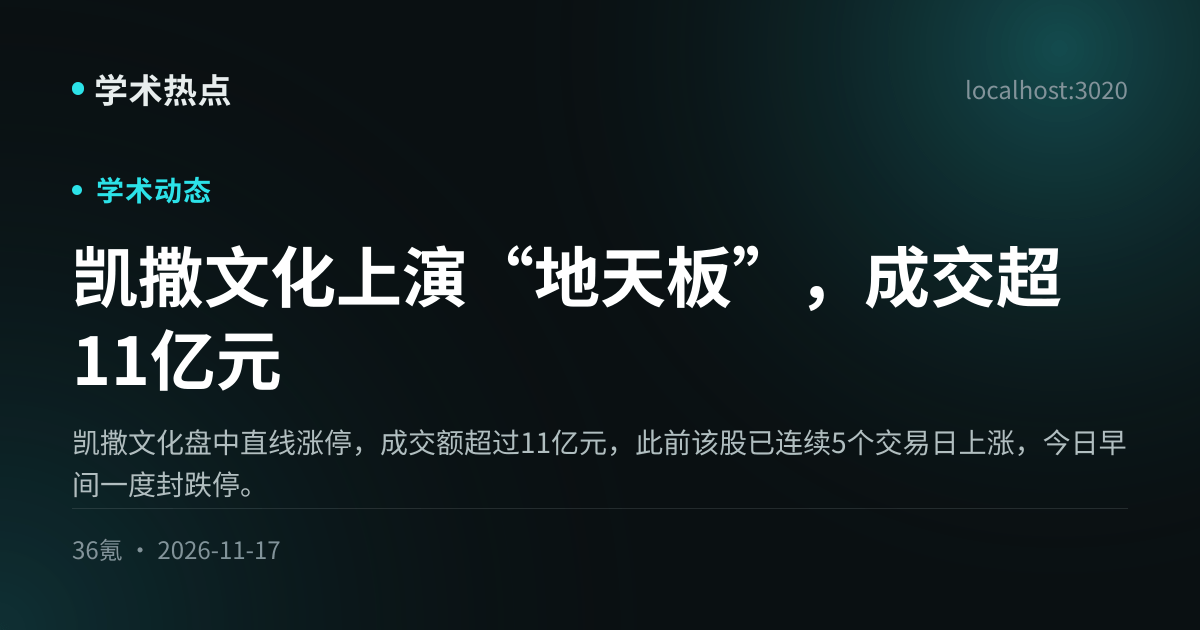 学术热点
localhost:3020
学术动态
凯撒文化上演“地天板”，成交超
11亿元
凯撒文化盘中直线涨停，成交额超过11亿元，此前该股已连续5个交易日上涨，今日早
间一度封跌停。
36氪 · 2026-11-17